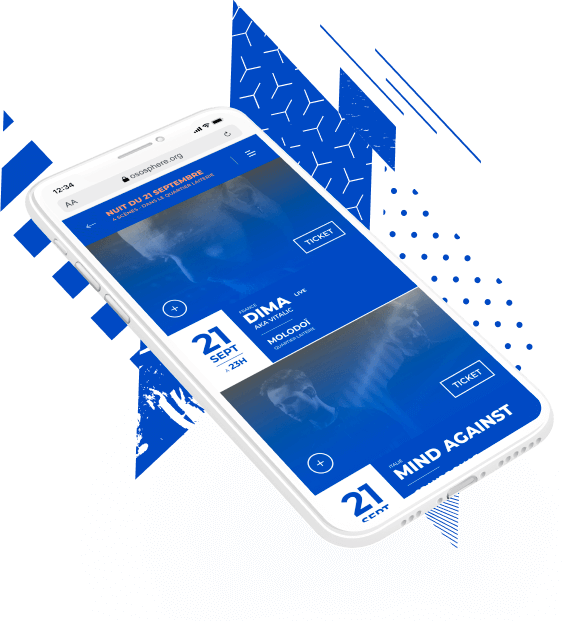 12:34
AA
ososphere.org
NUIT DU 21 SEPTEMBRE
4 SCÈNES - DANS LE QUARTIER LAITERIE
TICKET
21
SEPT
À 23H
FRANCE
DIMA LIVE
AKA VITALIC
MOLODOÏ
QUARTIER LAITERIE
TICKET
21
SEPT
ITALIE
MIND AGAINST